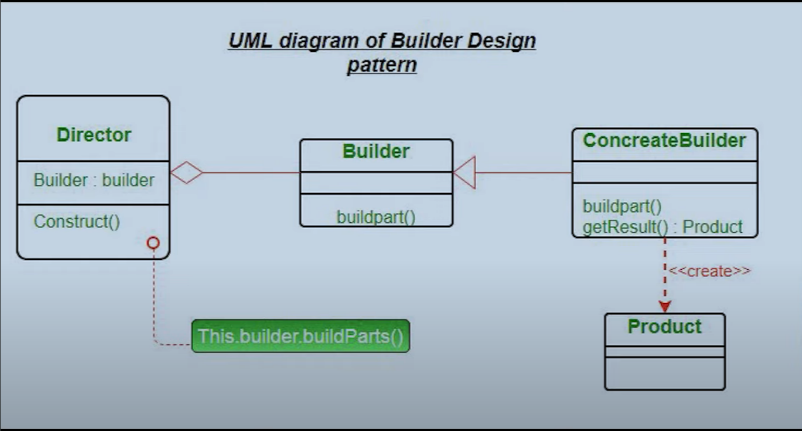 UML diagram of Builder Design
pattern
Director
Builder : builder
Construct()
Builder
buildpart()
ConcreateBuilder
buildpart()
getResult() : Product
<<create>>
Product
This.builder.buildParts()